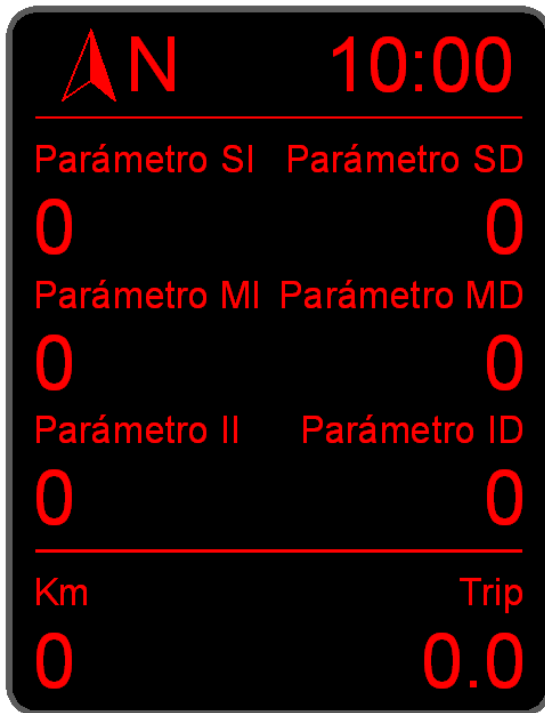 N 10:00
Parámetro SI Parámetro SD
0 0
Parámetro MI Parámetro MD
0 0
Parámetro II Parámetro ID
0 0
Km Trip
0 0.0